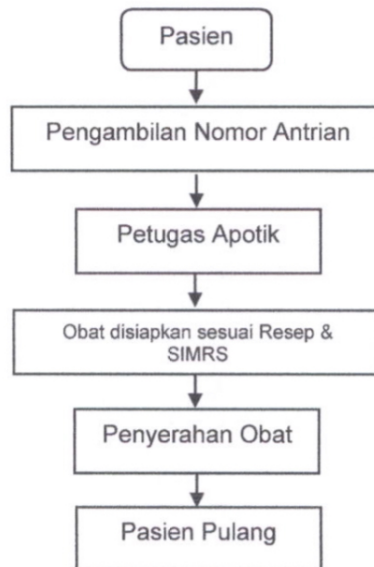 Pasien
Pengambilan Nomor Antrian
Petugas Apotik
Obat disiapkan sesuai Resep &
SIMRS
Penyerahan Obat
Pasien Pulang